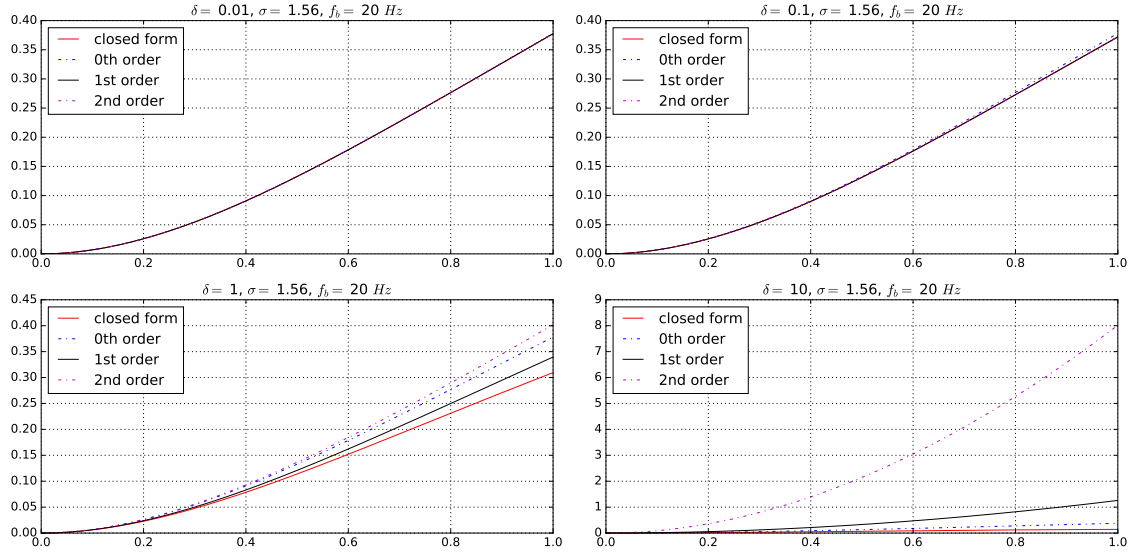 δ = 0.01, σ = 1.56, f_b = 20 Hz
0.40
0.35
0.30
0.25
0.20
0.15
0.10
0.05
0.00
0.0 0.2 0.4 0.6 0.8 1.0
closed form
0th order
1st order
2nd order
δ = 0.1, σ = 1.56, f_b = 20 Hz
0.40
0.35
0.30
0.25
0.20
0.15
0.10
0.05
0.00
0.0 0.2 0.4 0.6 0.8 1.0
closed form
0th order
1st order
2nd order
δ = 1, σ = 1.56, f_b = 20 Hz
0.45
0.40
0.35
0.30
0.25
0.20
0.15
0.10
0.05
0.00
0.0 0.2 0.4 0.6 0.8 1.0
closed form
0th order
1st order
2nd order
δ = 10, σ = 1.56, f_b = 20 Hz
9
8
7
6
5
4
3
2
1
0
0.0 0.2 0.4 0.6 0.8 1.0
closed form
0th order
1st order
2nd order